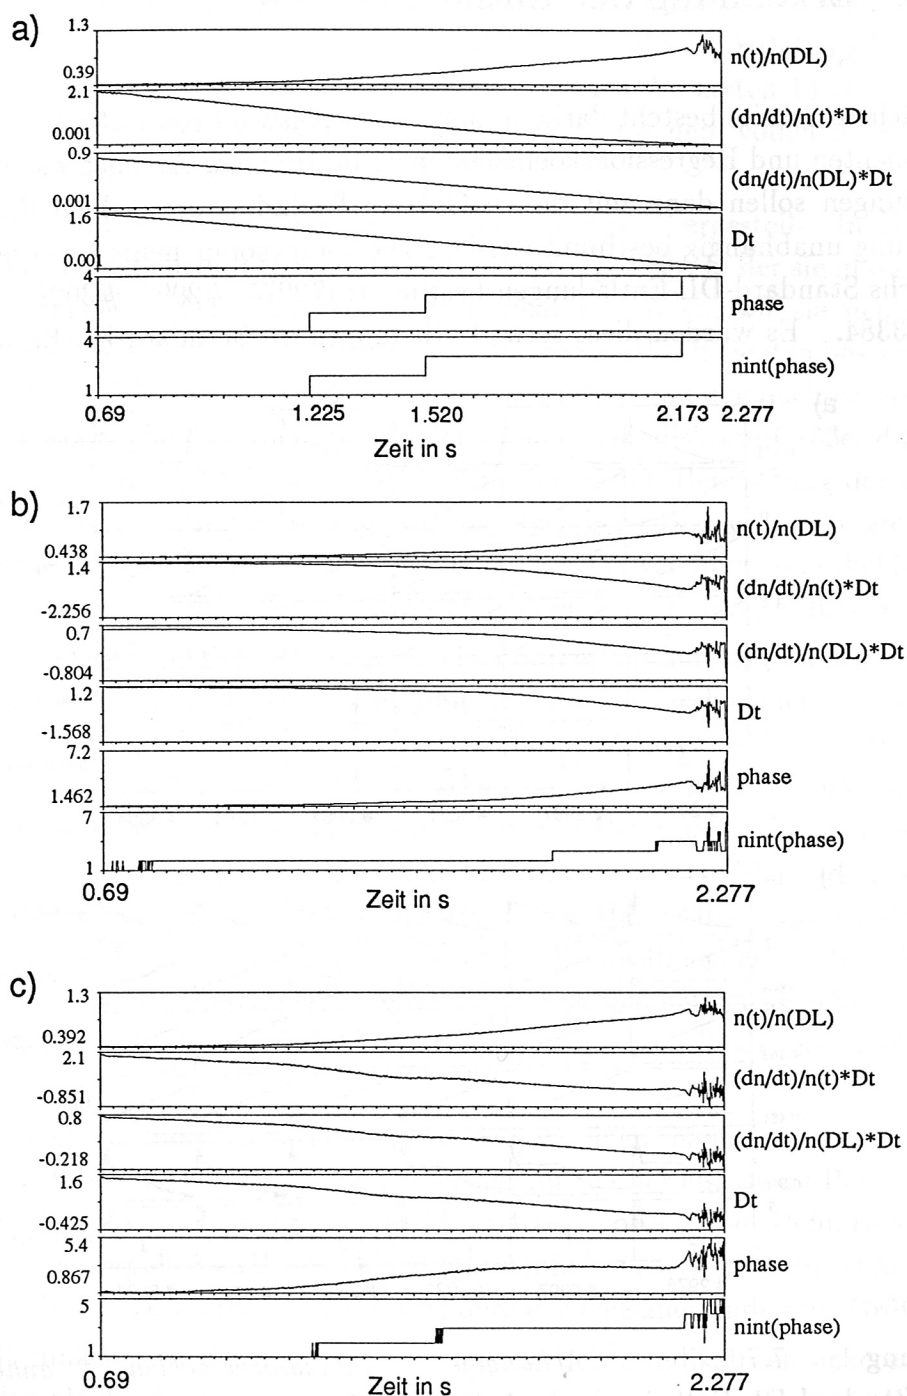 a)
1.3
0.39
n(t)/n(DL)
2.1
0.001
(dn/dt)/n(t)*Dt
0.9
0.001
(dn/dt)/n(DL)*Dt
1.6
0.001
Dt
4
1
phase
4
1
nint(phase)
0.69 1.225 1.520 2.173 2.277
Zeit in s
b)
1.7
0.438
n(t)/n(DL)
1.4
-2.256
(dn/dt)/n(t)*Dt
0.7
-0.804
(dn/dt)/n(DL)*Dt
1.2
-1.568
Dt
7.2
1.462
phase
7
1
nint(phase)
0.69 2.277
Zeit in s
c)
1.3
0.392
n(t)/n(DL)
2.1
-0.851
(dn/dt)/n(t)*Dt
0.8
-0.218
(dn/dt)/n(DL)*Dt
1.6
-0.425
Dt
5.4
0.867
phase
5
1
nint(phase)
0.69 2.277
Zeit in s